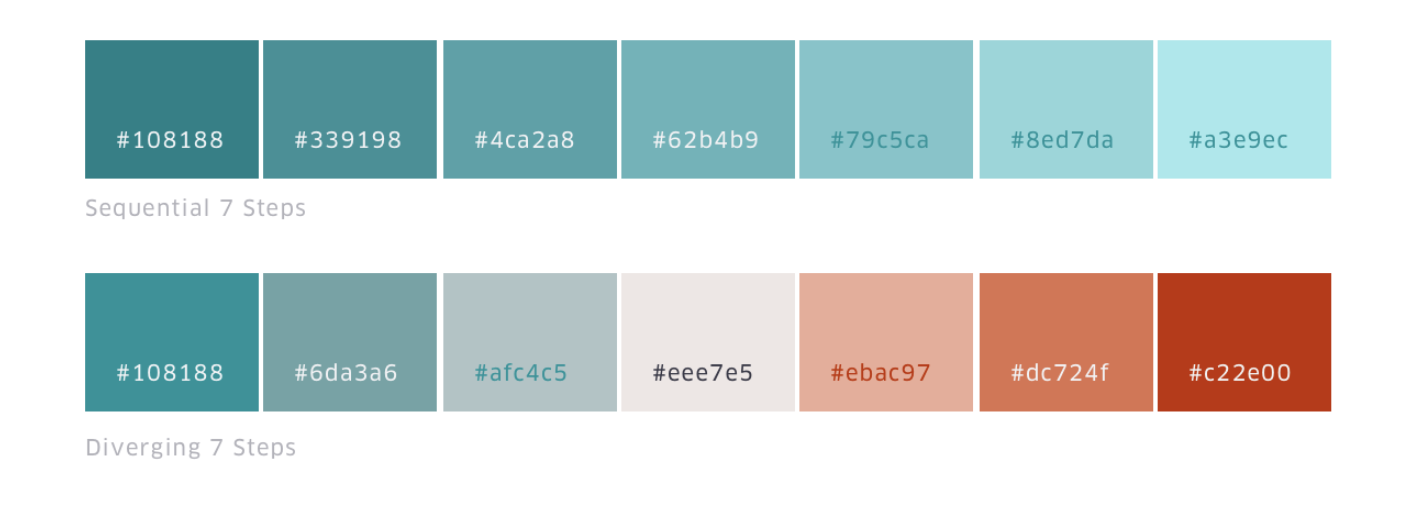 #108188 #339198 #4ca2a8 #62b4b9 #79c5ca #8ed7da #a3e9ec
Sequential 7 Steps
#108188 #6da3a6 #afc4c5 #eee7e5 #ebac97 #dc724f #c22e00
Diverging 7 Steps